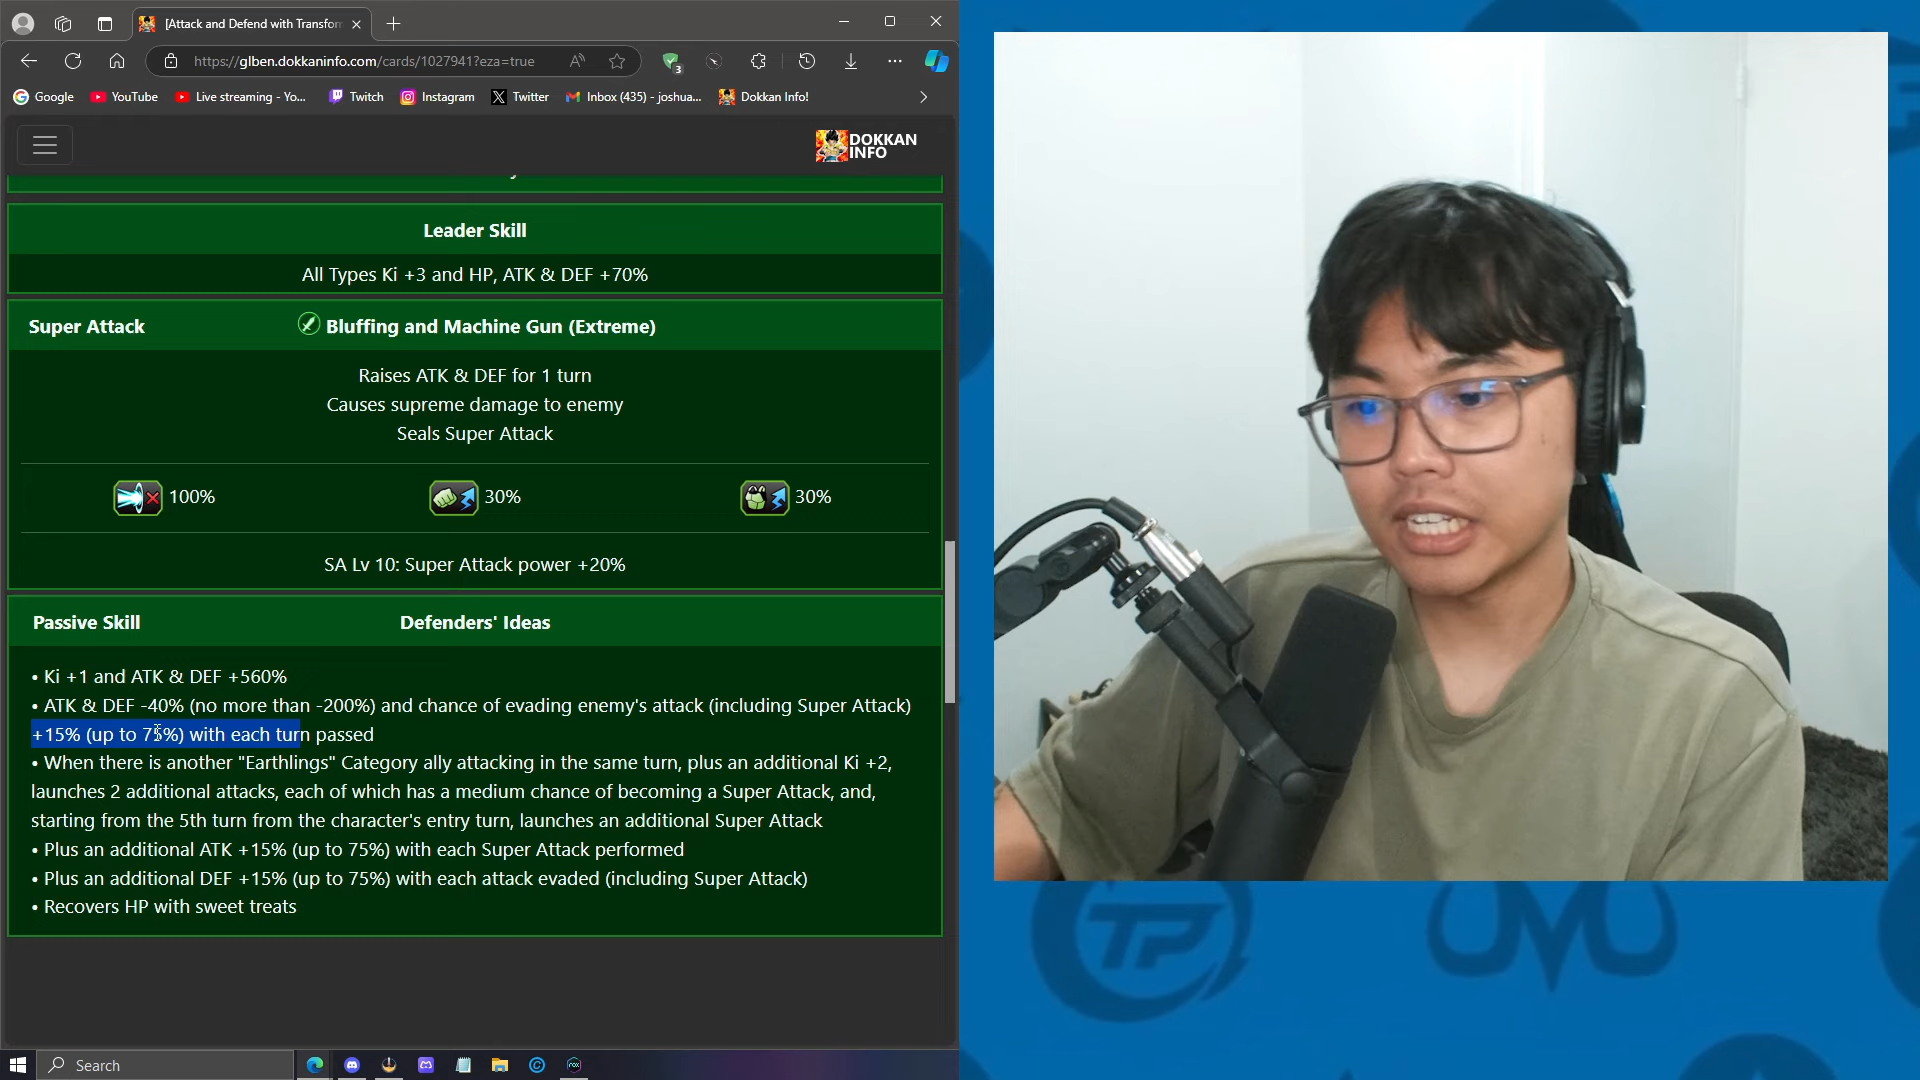 [Attack and Defend with Transfor
https://glben.dokkaninfo.com/cards/1027941?eza=true
3
Google
YouTube
Live streaming - Yo...
Twitch
Instagram
Twitter
Inbox (435) - joshua...
Dokkan Info!
DOKKAN
INFO
Leader Skill
All Types Ki +3 and HP, ATK & DEF +70%
Super Attack
Bluffing and Machine Gun (Extreme)
Raises ATK & DEF for 1 turn
Causes supreme damage to enemy
Seals Super Attack
100%
30%
30%
SA Lv 10: Super Attack power +20%
Passive Skill
Defenders' Ideas
• Ki +1 and ATK & DEF +560%
• ATK & DEF -40% (no more than -200%) and chance of evading enemy's attack (including Super Attack)
+15% (up to 75%) with each turn passed
• When there is another "Earthlings" Category ally attacking in the same turn, plus an additional Ki +2,
launches 2 additional attacks, each of which has a medium chance of becoming a Super Attack, and,
starting from the 5th turn from the character's entry turn, launches an additional Super Attack
• Plus an additional ATK +15% (up to 75%) with each Super Attack performed
• Plus an additional DEF +15% (up to 75%) with each attack evaded (including Super Attack)
• Recovers HP with sweet treats
Search
TP